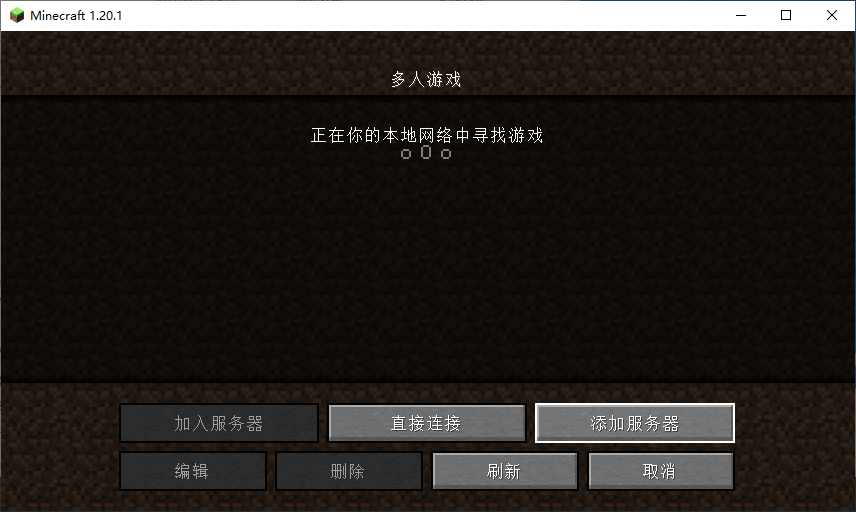 Minecraft 1.20.1
多人游戏
正在你的本地网络中寻找游戏
o O o
加入服务器 直接连接 添加服务器
编辑 删除 刷新 取消